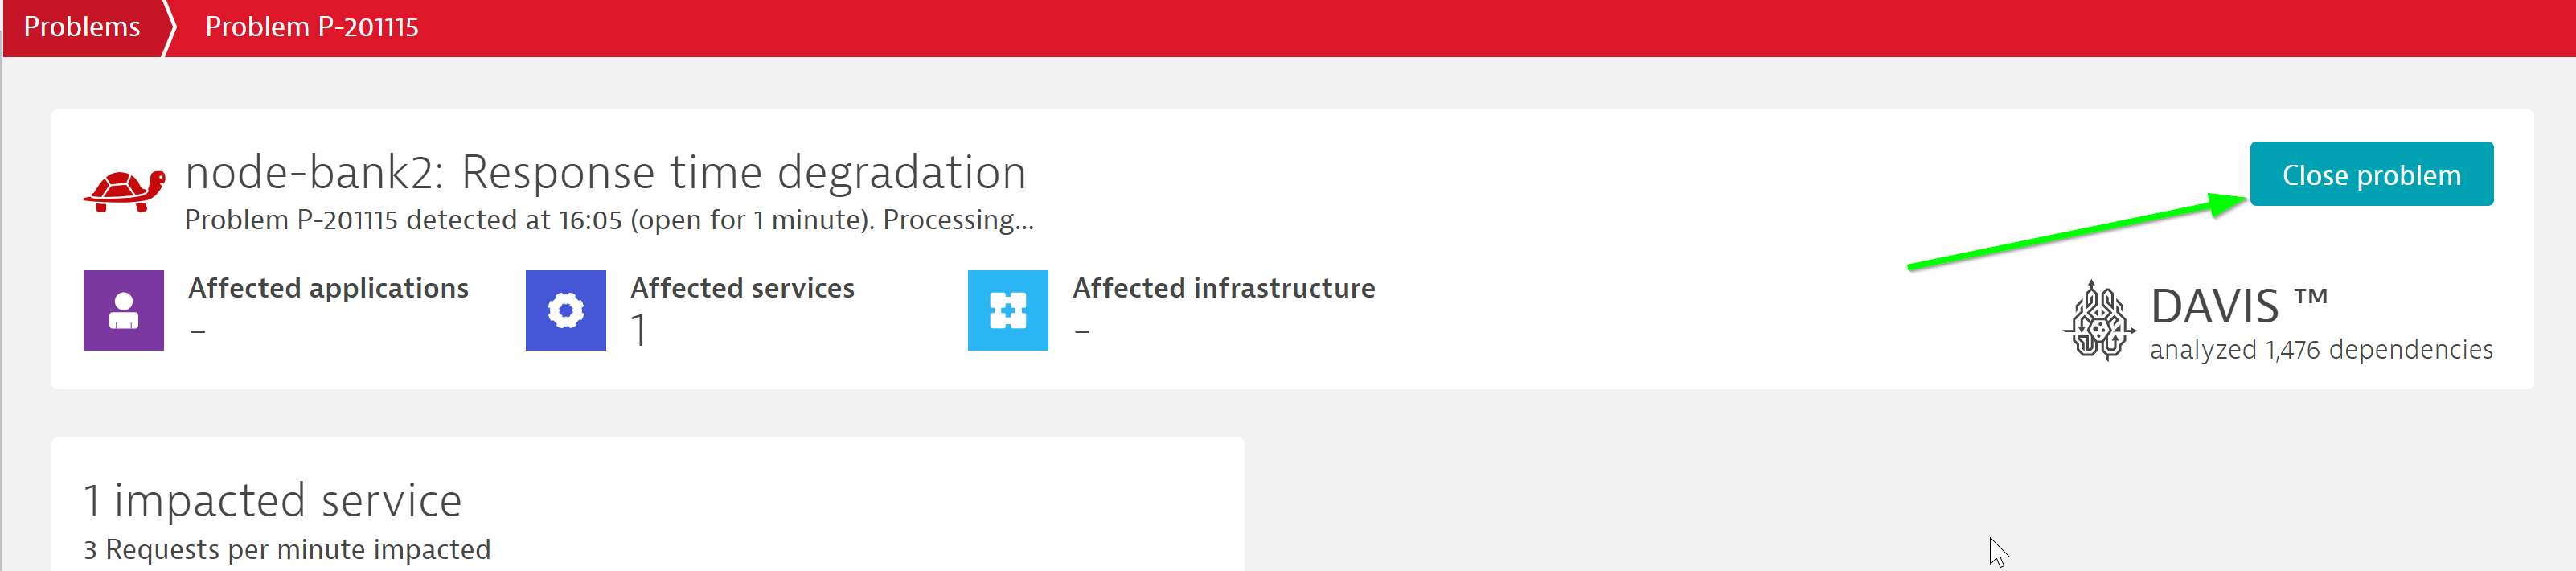 Problems
Problem P-201115
node-bank2: Response time degradation
Problem P-201115 detected at 16:05 (open for 1 minute). Processing...
Close problem
Affected applications
-
Affected services
1
Affected infrastructure
-
DAVIS ™
analyzed 1,476 dependencies
1 impacted service
3 Requests per minute impacted